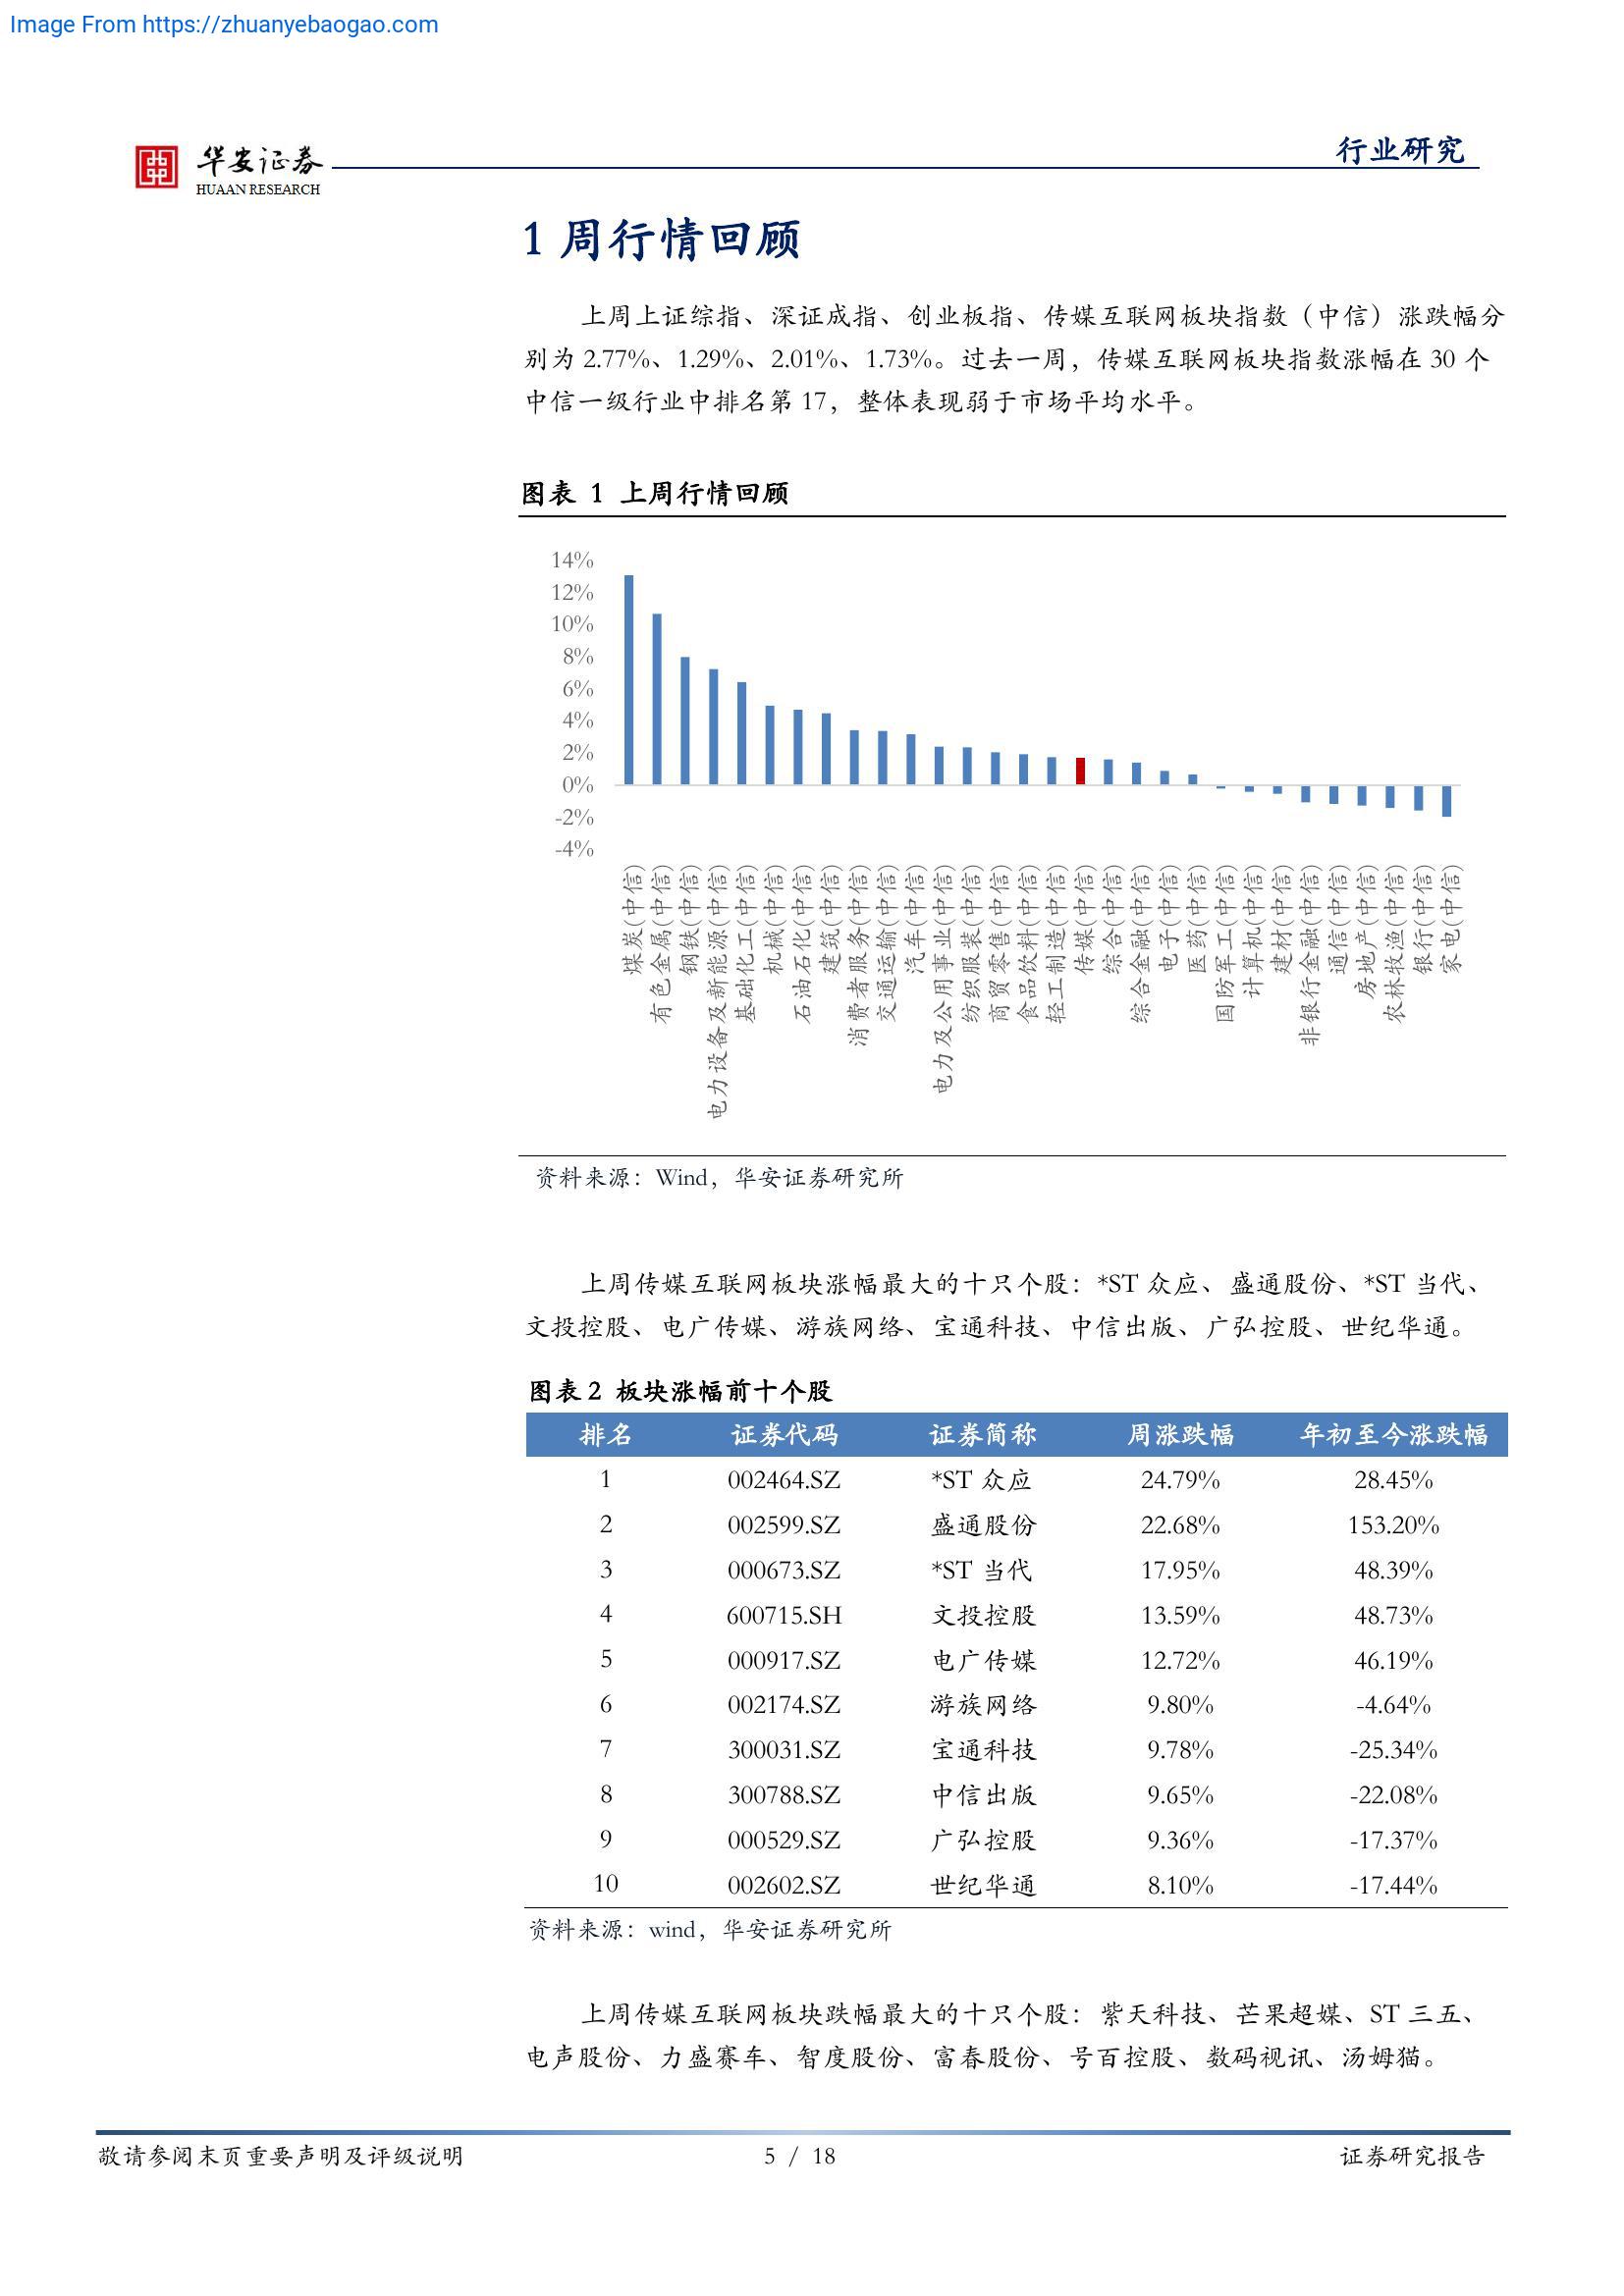 Image From https://zhuanyebaogao.com
华安证券
HUAAN RESEARCH
行业研究
1 周行情回顾
上周上证综指、深证成指、创业板指、传媒互联网板块指数（中信）涨跌幅分
别为 2.77%、1.29%、2.01%、1.73%。过去一周，传媒互联网板块指数涨幅在 30 个
中信一级行业中排名第 17，整体表现弱于市场平均水平。
图表 1 上周行情回顾
14%
12%
10%
8%
6%
4%
2%
0%
-2%
-4%
煤炭(中信)
有色金属(中信)
钢铁(中信)
电力设备及新能源(中信)
基础化工(中信)
机械(中信)
石油石化(中信)
建筑(中信)
消费者服务(中信)
交通运输(中信)
汽车(中信)
电力及公用事业(中信)
纺织服装(中信)
商贸零售(中信)
食品饮料(中信)
轻工制造(中信)
传媒(中信)
综合(中信)
综合金融(中信)
电子(中信)
医药(中信)
国防军工(中信)
计算机(中信)
建材(中信)
非银行金融(中信)
通信(中信)
房地产(中信)
农林牧渔(中信)
银行(中信)
家电(中信)
资料来源：Wind，华安证券研究所
上周传媒互联网板块涨幅最大的十只个股：*ST 众应、盛通股份、*ST 当代、
文投控股、电广传媒、游族网络、宝通科技、中信出版、广弘控股、世纪华通。
图表 2 板块涨幅前十个股
排名 证券代码 证券简称 周涨跌幅 年初至今涨跌幅
1 002464.SZ *ST 众应 24.79% 28.45%
2 002599.SZ 盛通股份 22.68% 153.20%
3 000673.SZ *ST 当代 17.95% 48.39%
4 600715.SH 文投控股 13.59% 48.73%
5 000917.SZ 电广传媒 12.72% 46.19%
6 002174.SZ 游族网络 9.80% -4.64%
7 300031.SZ 宝通科技 9.78% -25.34%
8 300788.SZ 中信出版 9.65% -22.08%
9 000529.SZ 广弘控股 9.36% -17.37%
10 002602.SZ 世纪华通 8.10% -17.44%
资料来源：wind，华安证券研究所
上周传媒互联网板块跌幅最大的十只个股：紫天科技、芒果超媒、ST 三五、
电声股份、力盛赛车、智度股份、富春股份、号百控股、数码视讯、汤姆猫。
敬请参阅末页重要声明及评级说明 5 / 18 证券研究报告